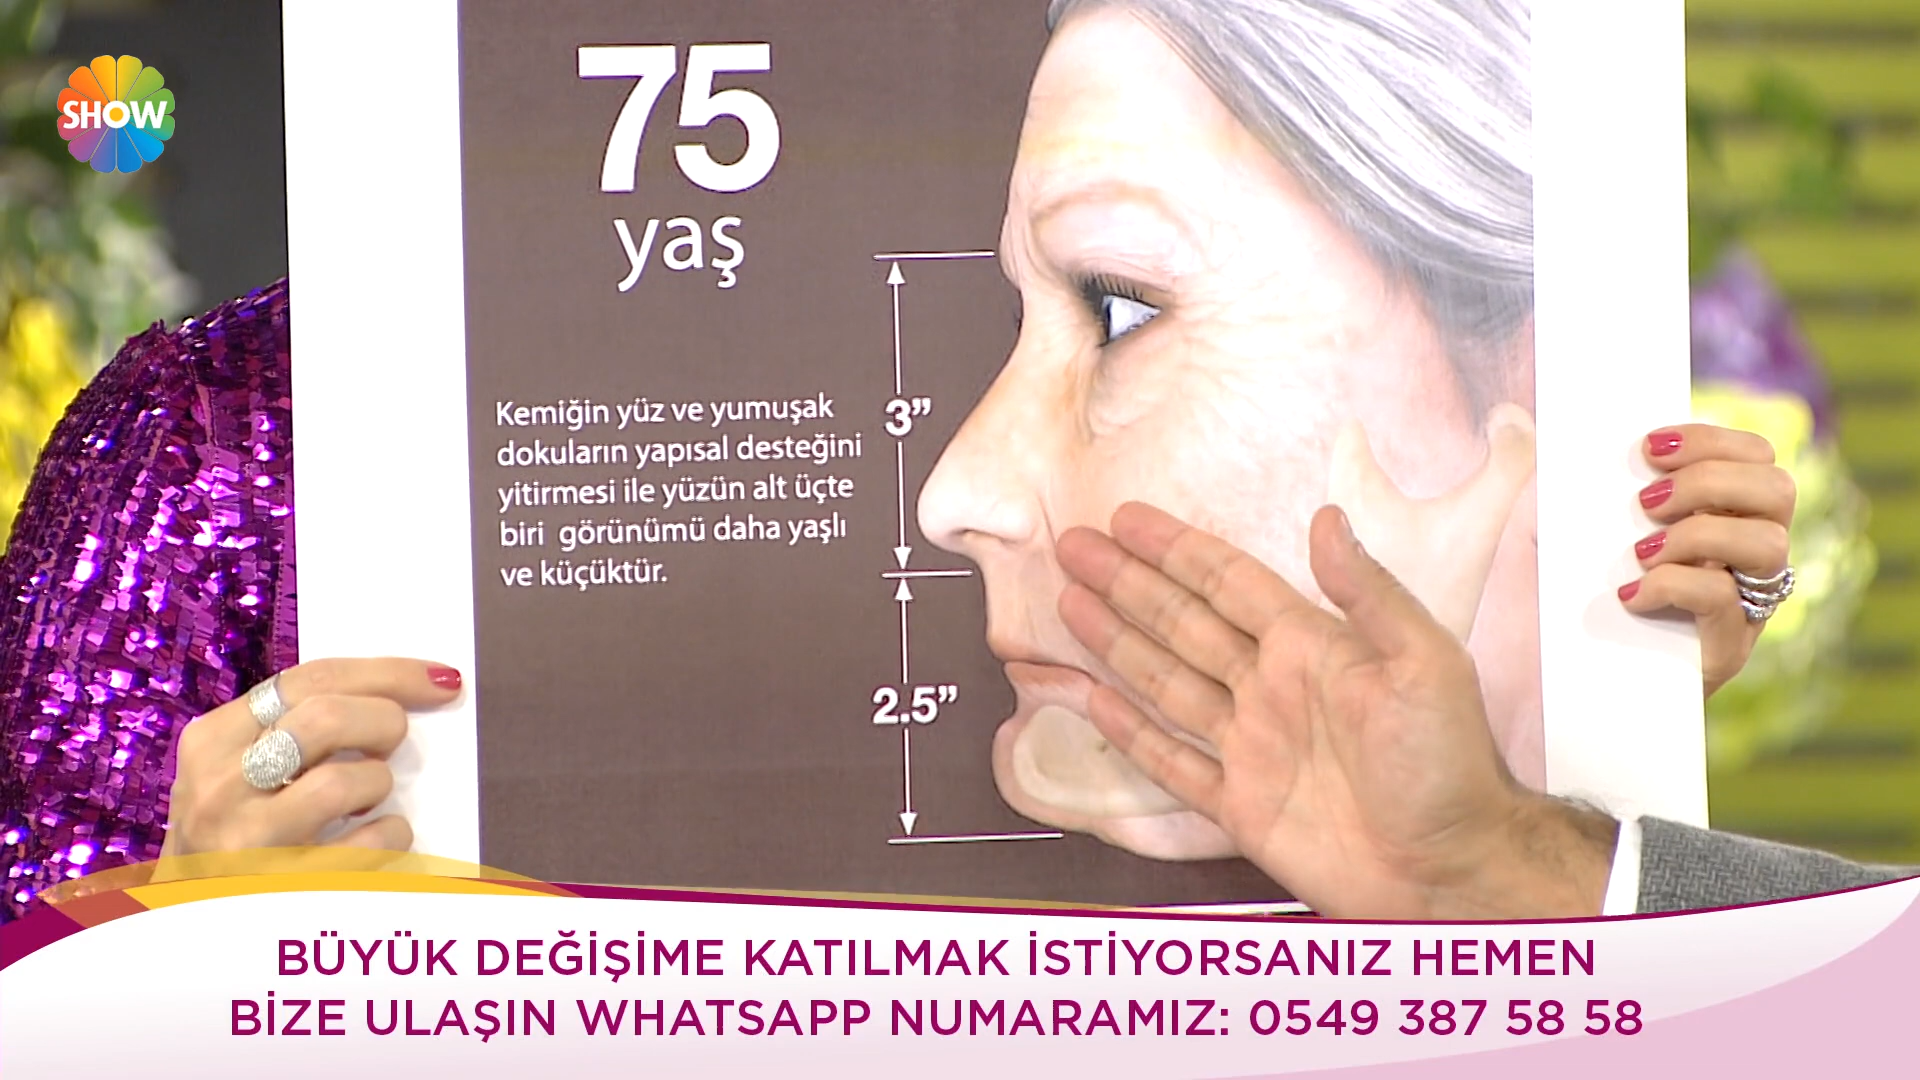 SHOW
75
yaş
Kemiğin yüz ve yumuşak
dokuların yapısal desteğini
yitirmesi ile yüzün alt üçte
biri görünümü daha yaşlı
ve küçüktür.
3”
2.5”
BÜYÜK DEĞİŞİME KATILMAK İSTİYORSANIZ HEMEN
BİZE ULAŞIN WHATSAPP NUMARAMIZ: 0549 387 58 58